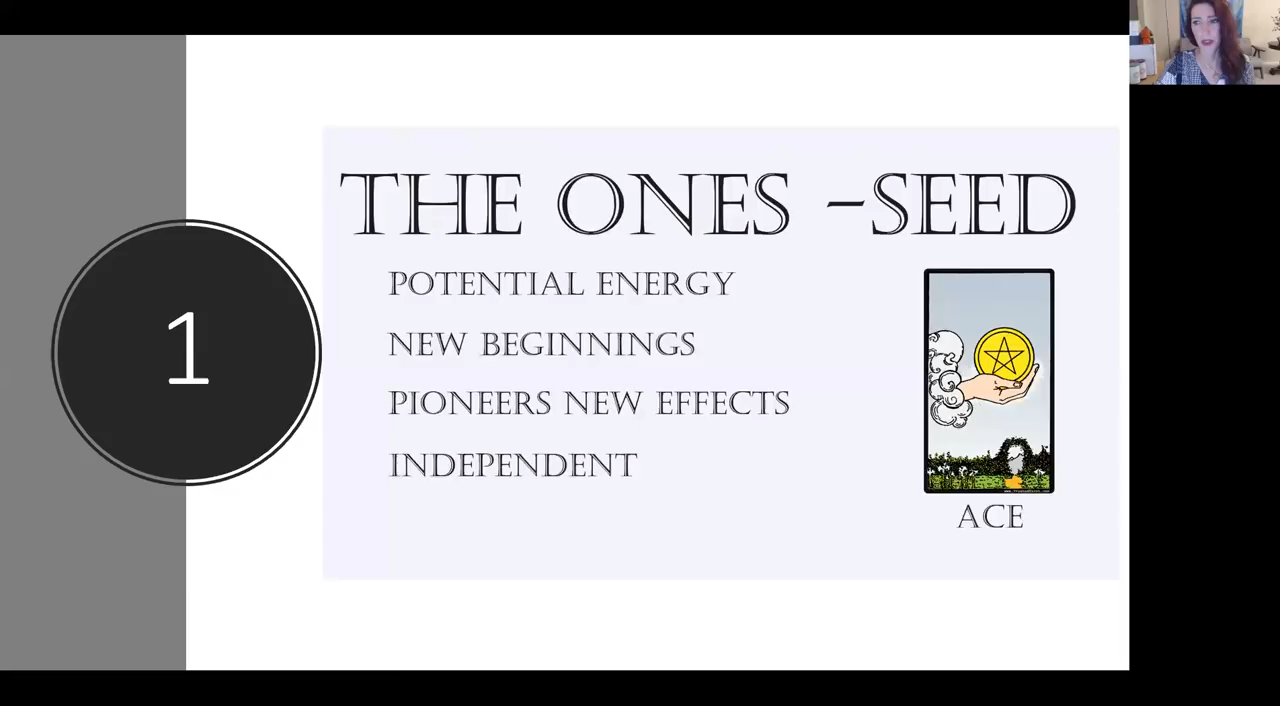 1
THE ONES -SEED
POTENTIAL ENERGY
NEW BEGINNINGS
PIONEERS NEW EFFECTS
INDEPENDENT
ACE